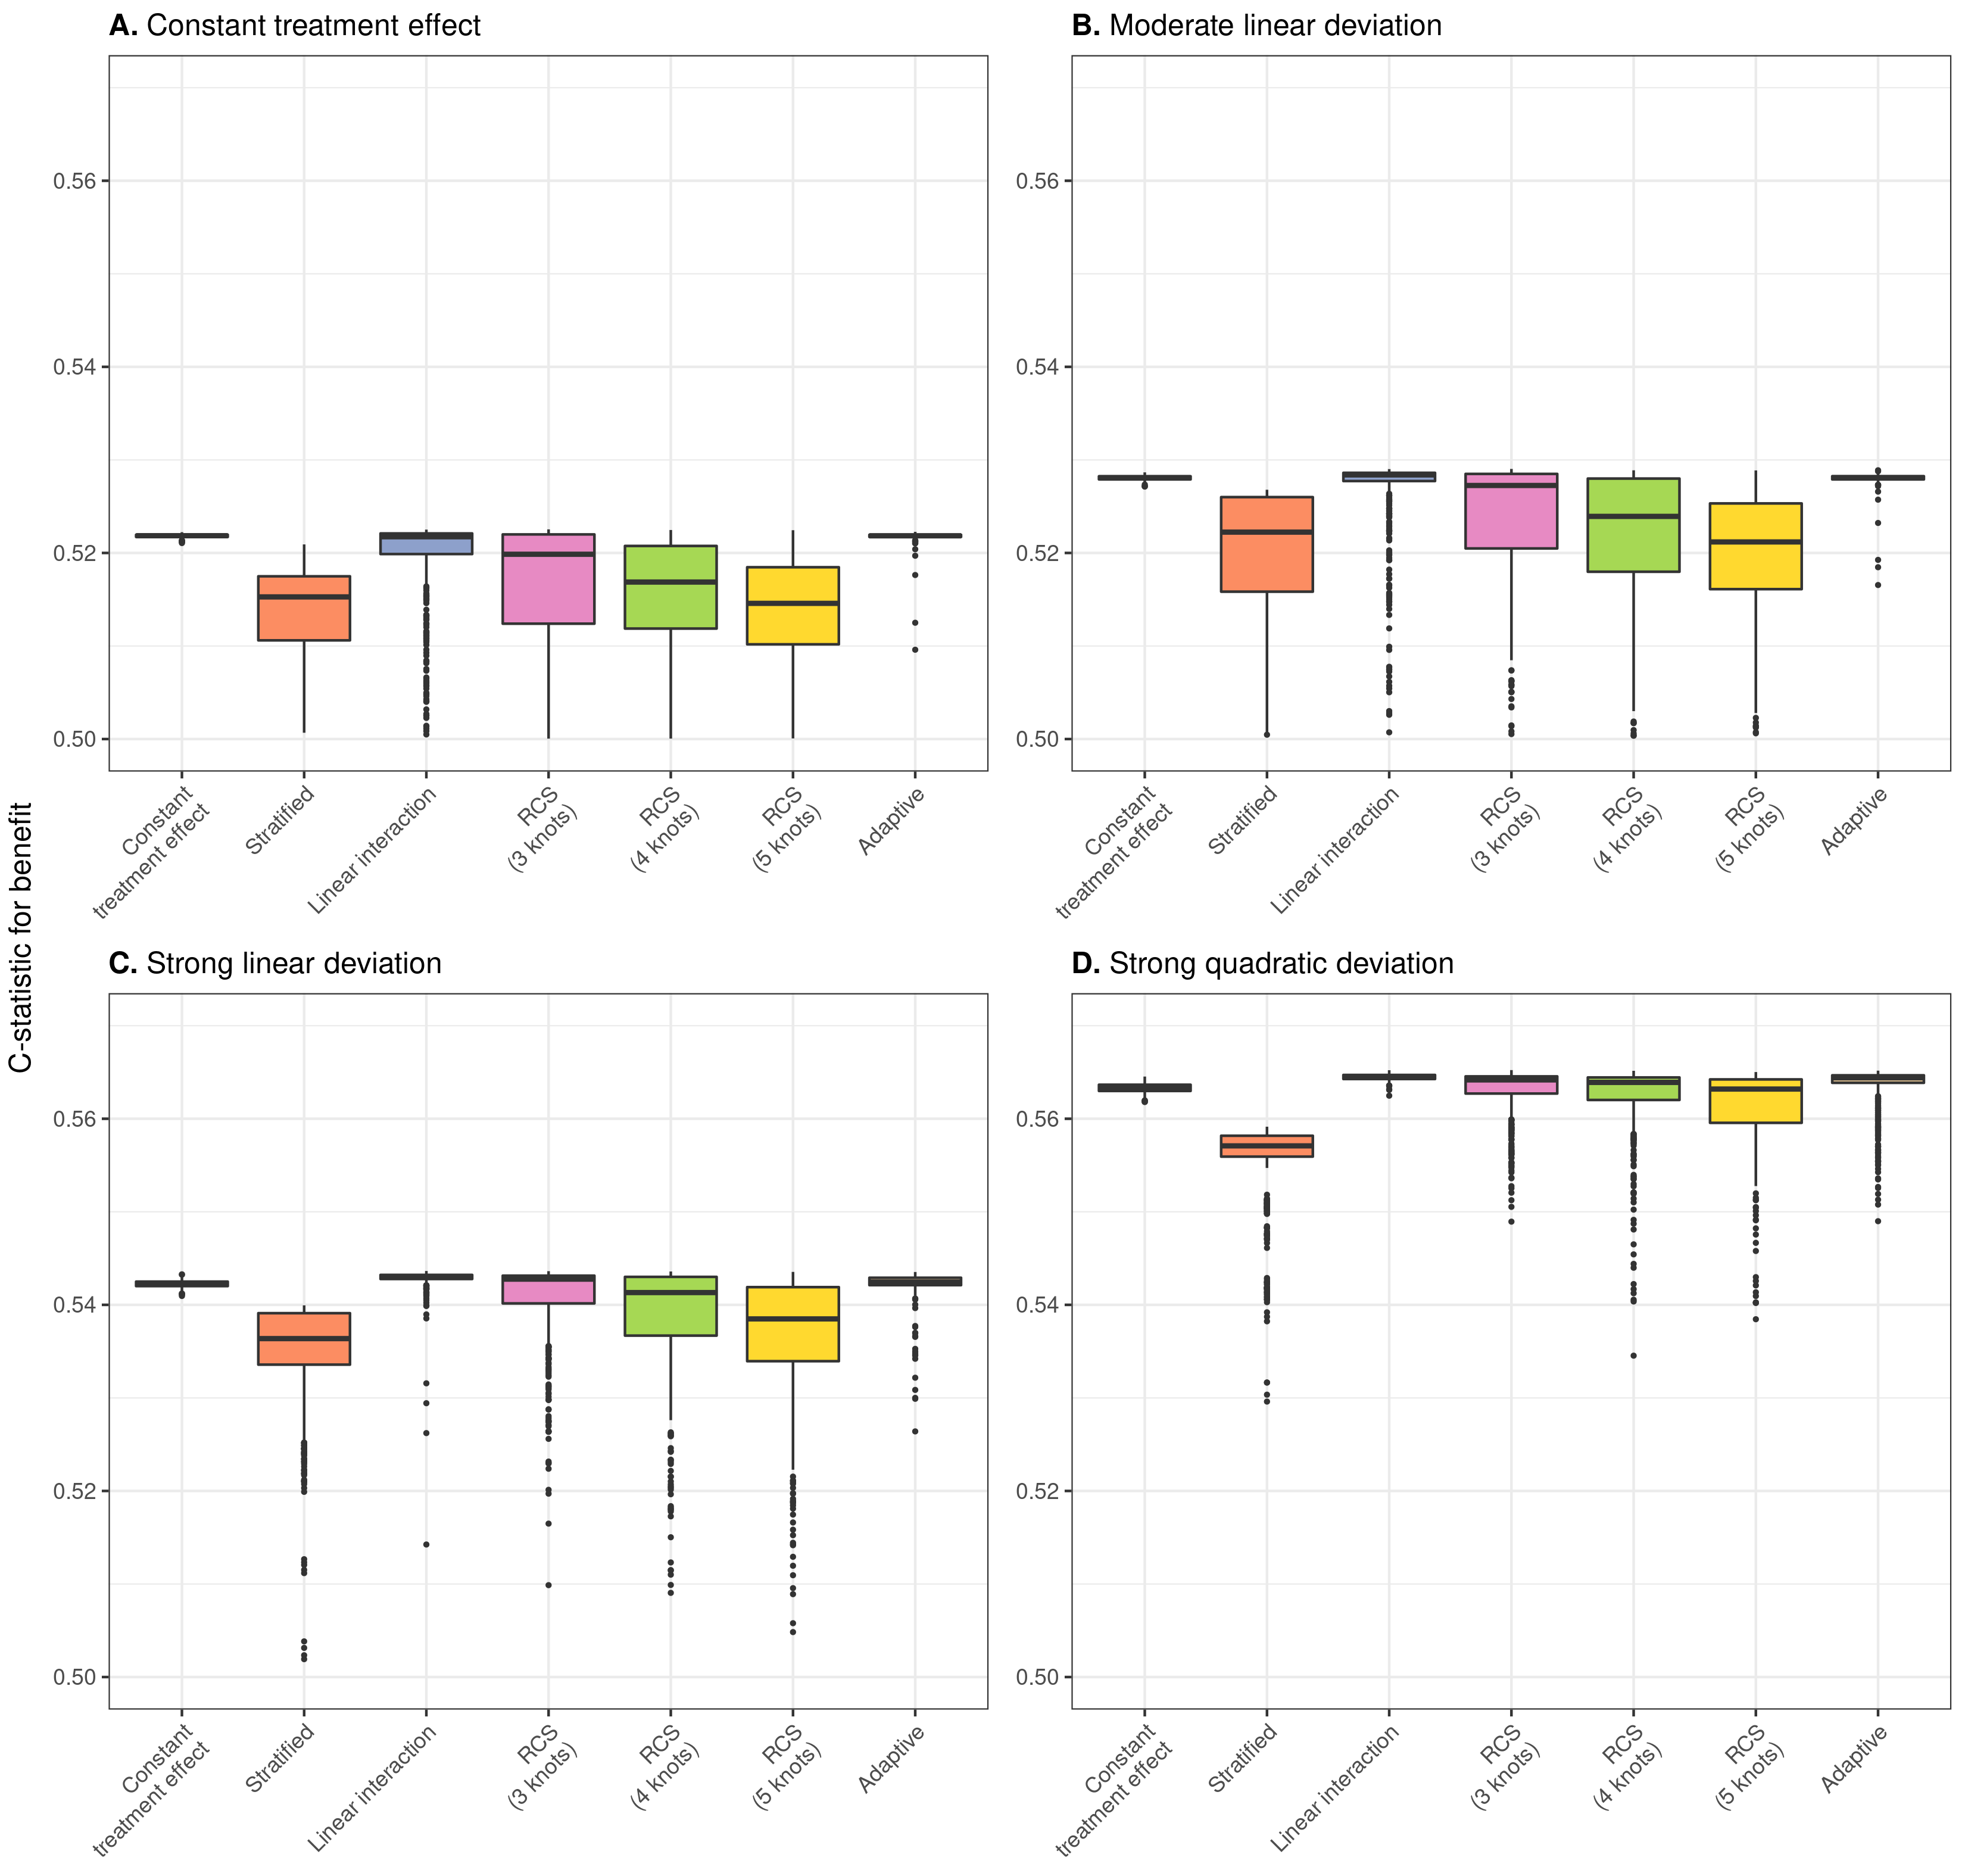 A. Constant treatment effect
B. Moderate linear deviation
0.56
0.54
0.52
0.50
0.56
0.54
0.52
0.50
Constant
treatment effect
Stratified
Linear interaction
RCS
(3 knots)
RCS
(4 knots)
RCS
(5 knots)
Adaptive
Constant
treatment effect
Stratified
Linear interaction
RCS
(3 knots)
RCS
(4 knots)
RCS
(5 knots)
Adaptive
C-statistic for benefit
C. Strong linear deviation
D. Strong quadratic deviation
0.56
0.54
0.52
0.50
0.56
0.54
0.52
0.50
Constant
treatment effect
Stratified
Linear interaction
RCS
(3 knots)
RCS
(4 knots)
RCS
(5 knots)
Adaptive
Constant
treatment effect
Stratified
Linear interaction
RCS
(3 knots)
RCS
(4 knots)
RCS
(5 knots)
Adaptive